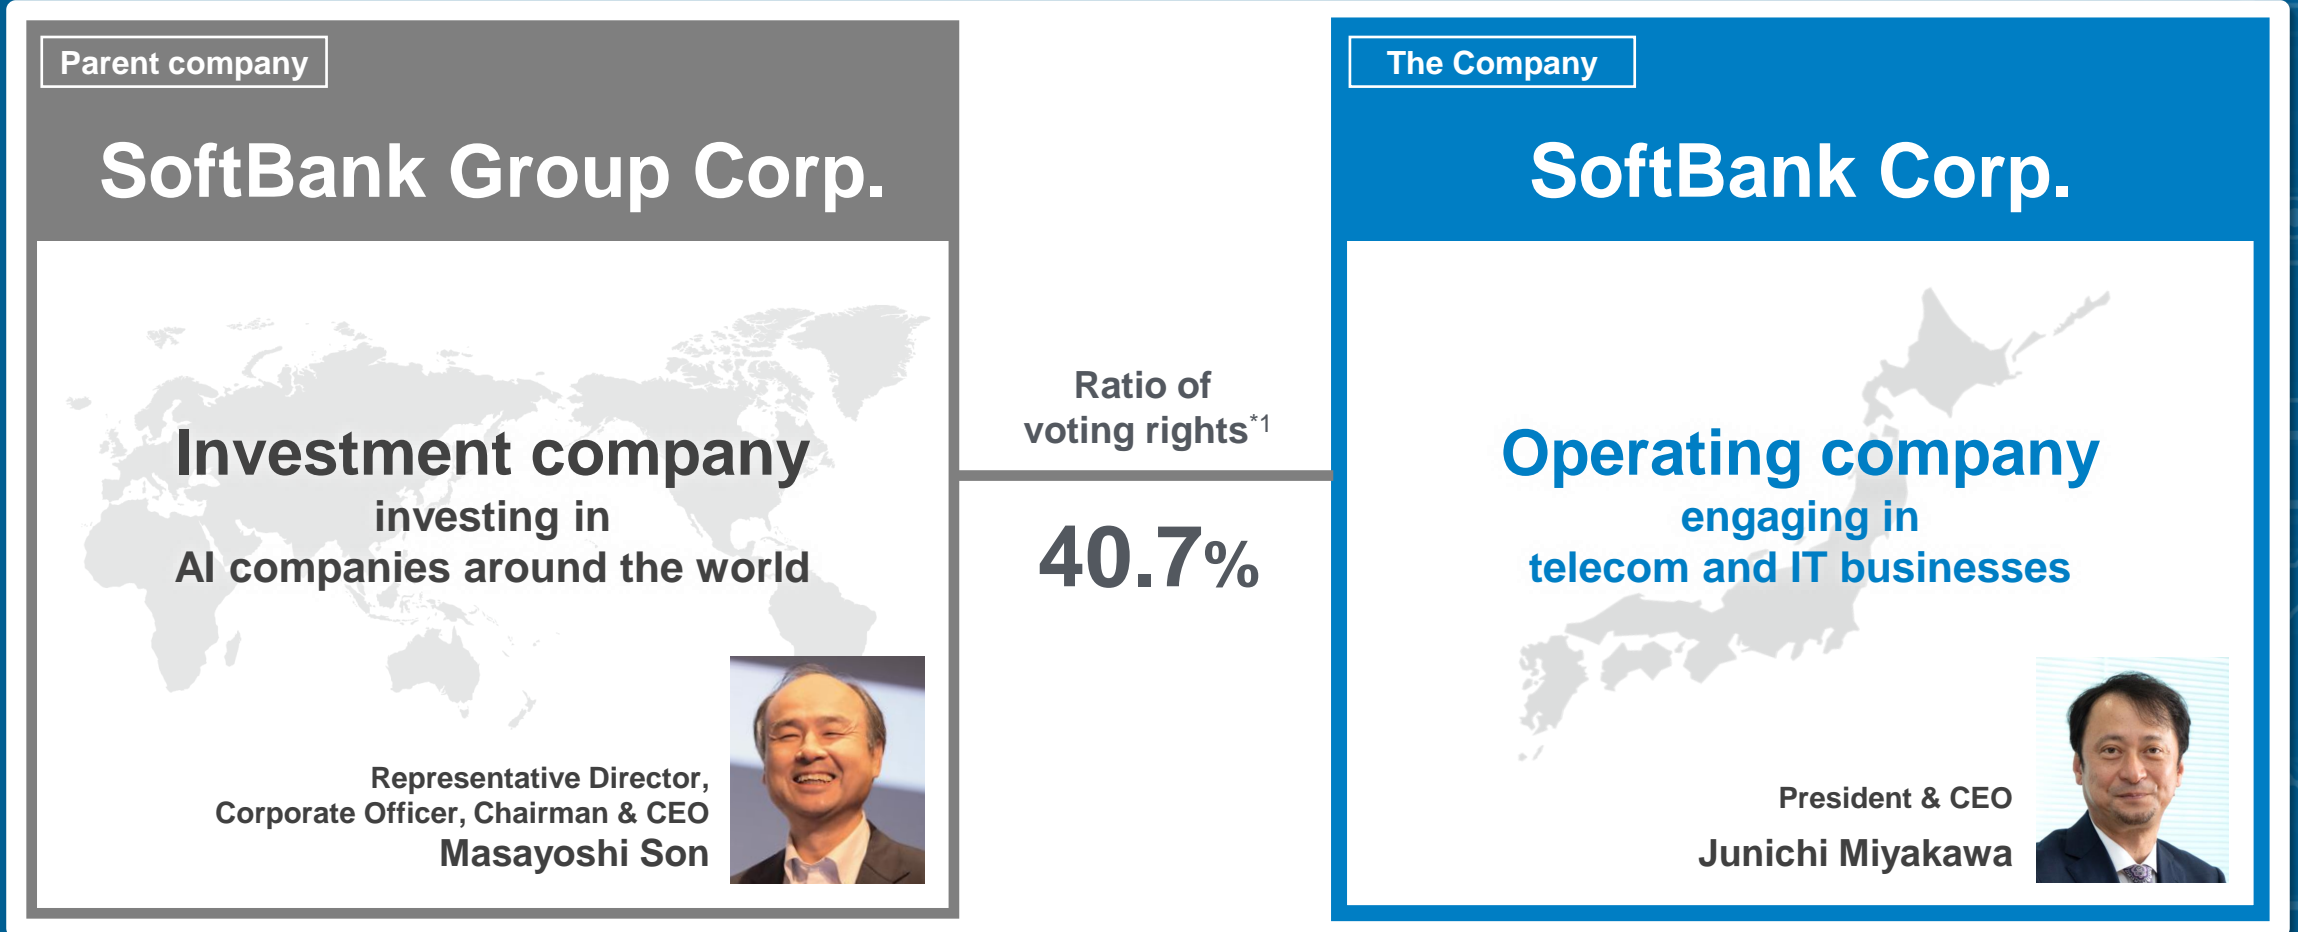 Parent company
SoftBank Group Corp.
Investment company
investing in
AI companies around the world
Representative Director,
Corporate Officer, Chairman & CEO
Masayoshi Son
Ratio of
voting rights*1
40.7%
The Company
SoftBank Corp.
Operating company
engaging in
telecom and IT businesses
President & CEO
Junichi Miyakawa